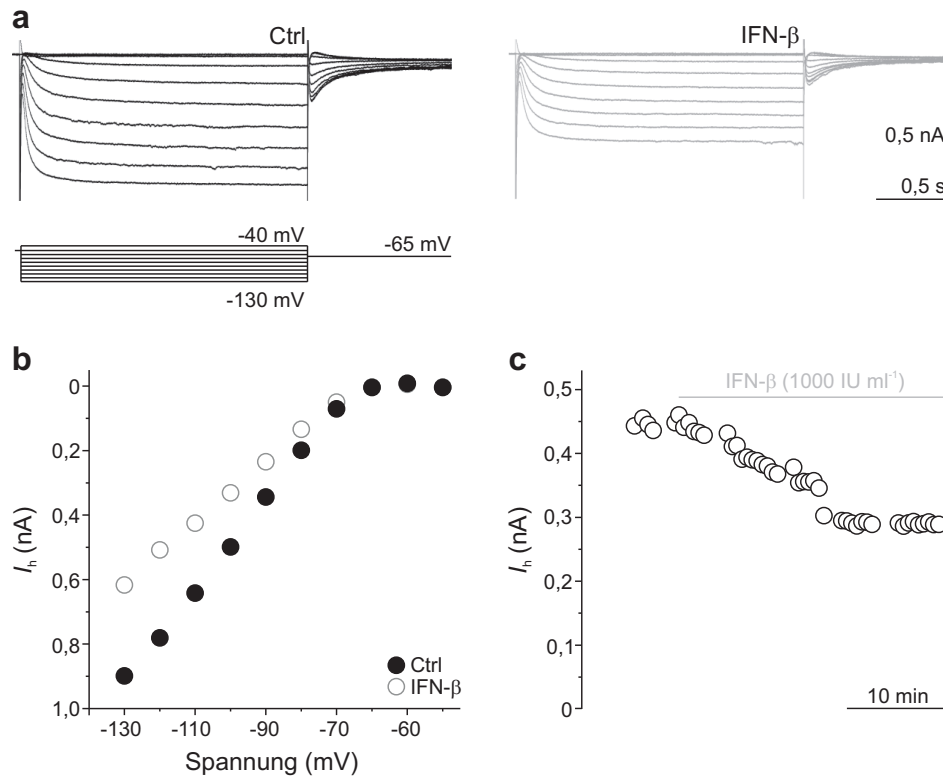 a
Ctrl
IFN-β
0,5 nA
0,5 s
-40 mV
-65 mV
-130 mV
b
0
0,2
0,4
0,6
0,8
1,0
Ih (nA)
-130
-110
-90
-70
-60
Spannung (mV)
Ctrl
IFN-β
c
IFN-β (1000 IU ml-1)
0,5
0,4
0,3
0,2
0,1
0
Ih (nA)
10 min